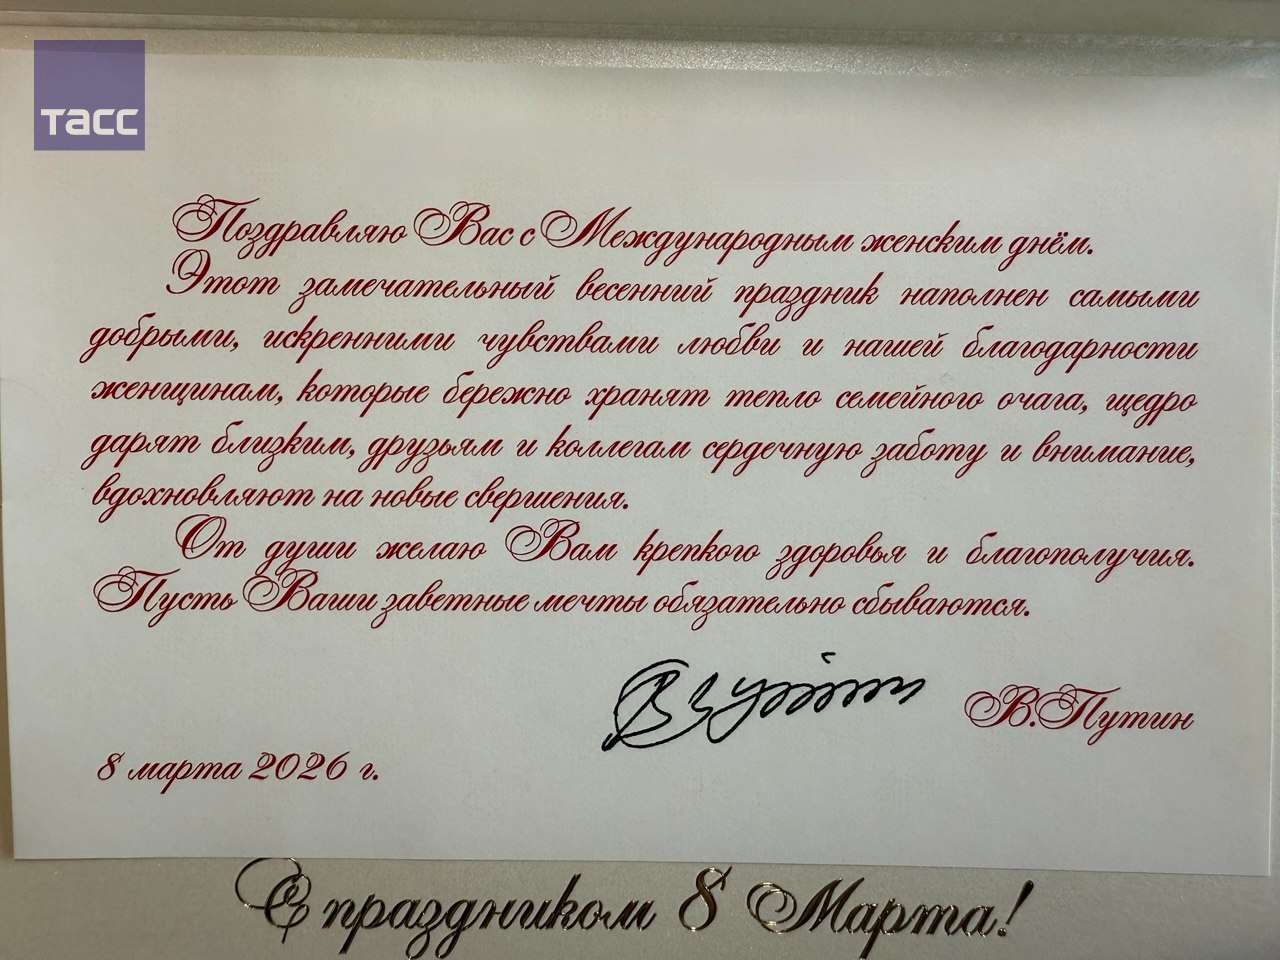 ТАСС
Поздравляю Вас с Международным женским днём.
Этот замечательный весенний праздник наполнен самыми
добрыми, искренними чувствами любви и нашей благодарности
женщинам, которые бережно хранят тепло семейного очага, щедро
дарят близким, друзьям и коллегам сердечную заботу и внимание,
вдохновляют на новые свершения.
От души желаю Вам крепкого здоровья и благополучия.
Пусть Ваши заветные мечты обязательно сбываются.
В.Путин
8 марта 2026 г.
С праздником 8 Марта!